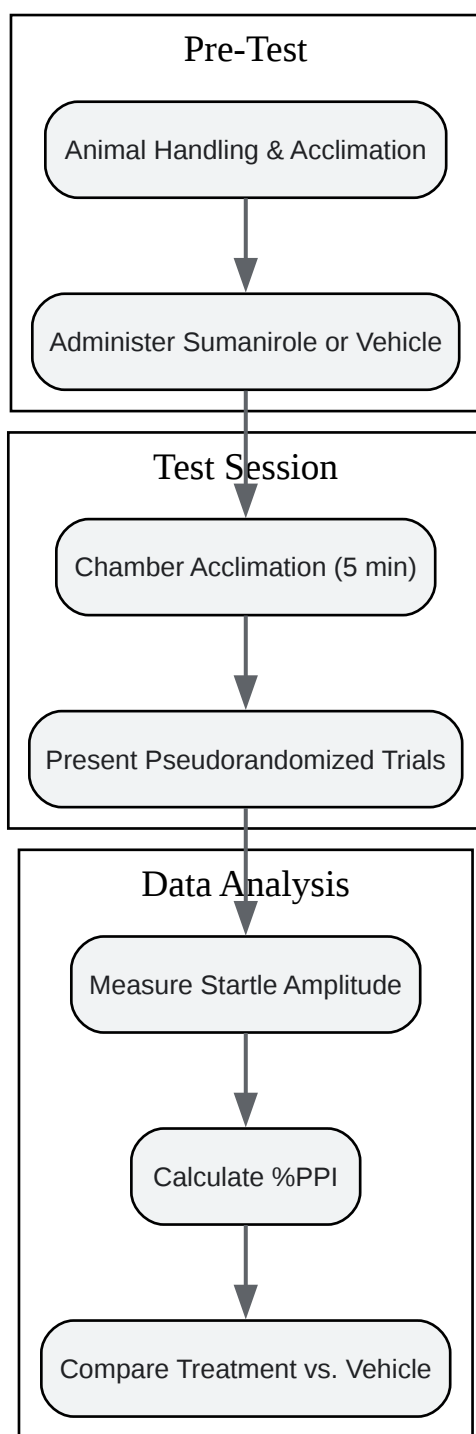 Pre-Test
Animal Handling & Acclimation
Administer Sumanirole or Vehicle
Test Session
Chamber Acclimation (5 min)
Present Pseudorandomized Trials
Data Analysis
Measure Startle Amplitude
Calculate %PPI
Compare Treatment vs. Vehicle